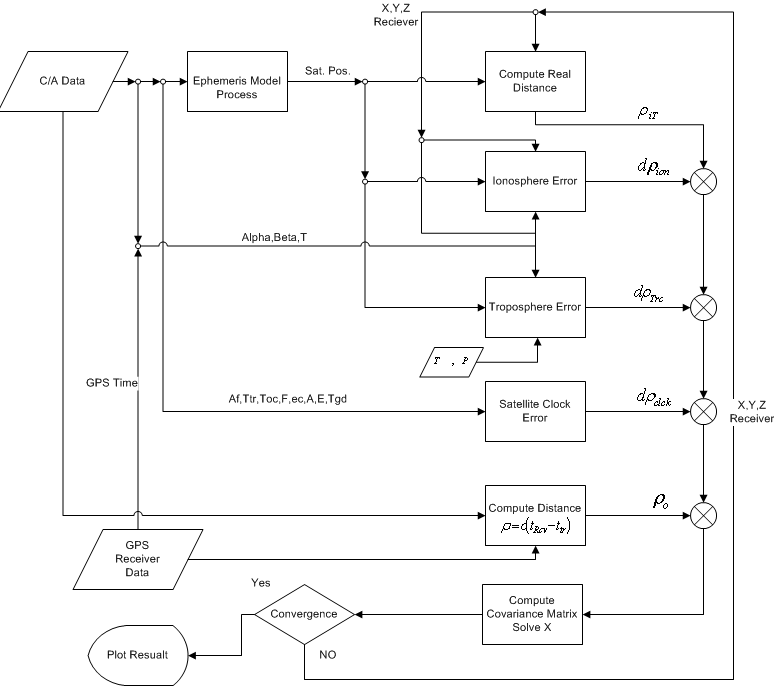 X,Y,Z
Reciever
C/A Data
Ephemeris Model
Process
Sat. Pos.
Compute Real
Distance
ρiT
Ionosphere Error
dρion
Alpha,Beta,T
Troposphere Error
dρTrc
T , P
GPS Time
Af,Ttr,Toc,F,ec,A,E,Tgd
Satellite Clock
Error
dρclck
X,Y,Z
Receiver
Compute Distance
ρ=c(tRcv−ttr)
ρo
GPS
Receiver
Data
Yes
Convergence
Compute
Covariance Matrix
Solve X
NO
Plot Resualt